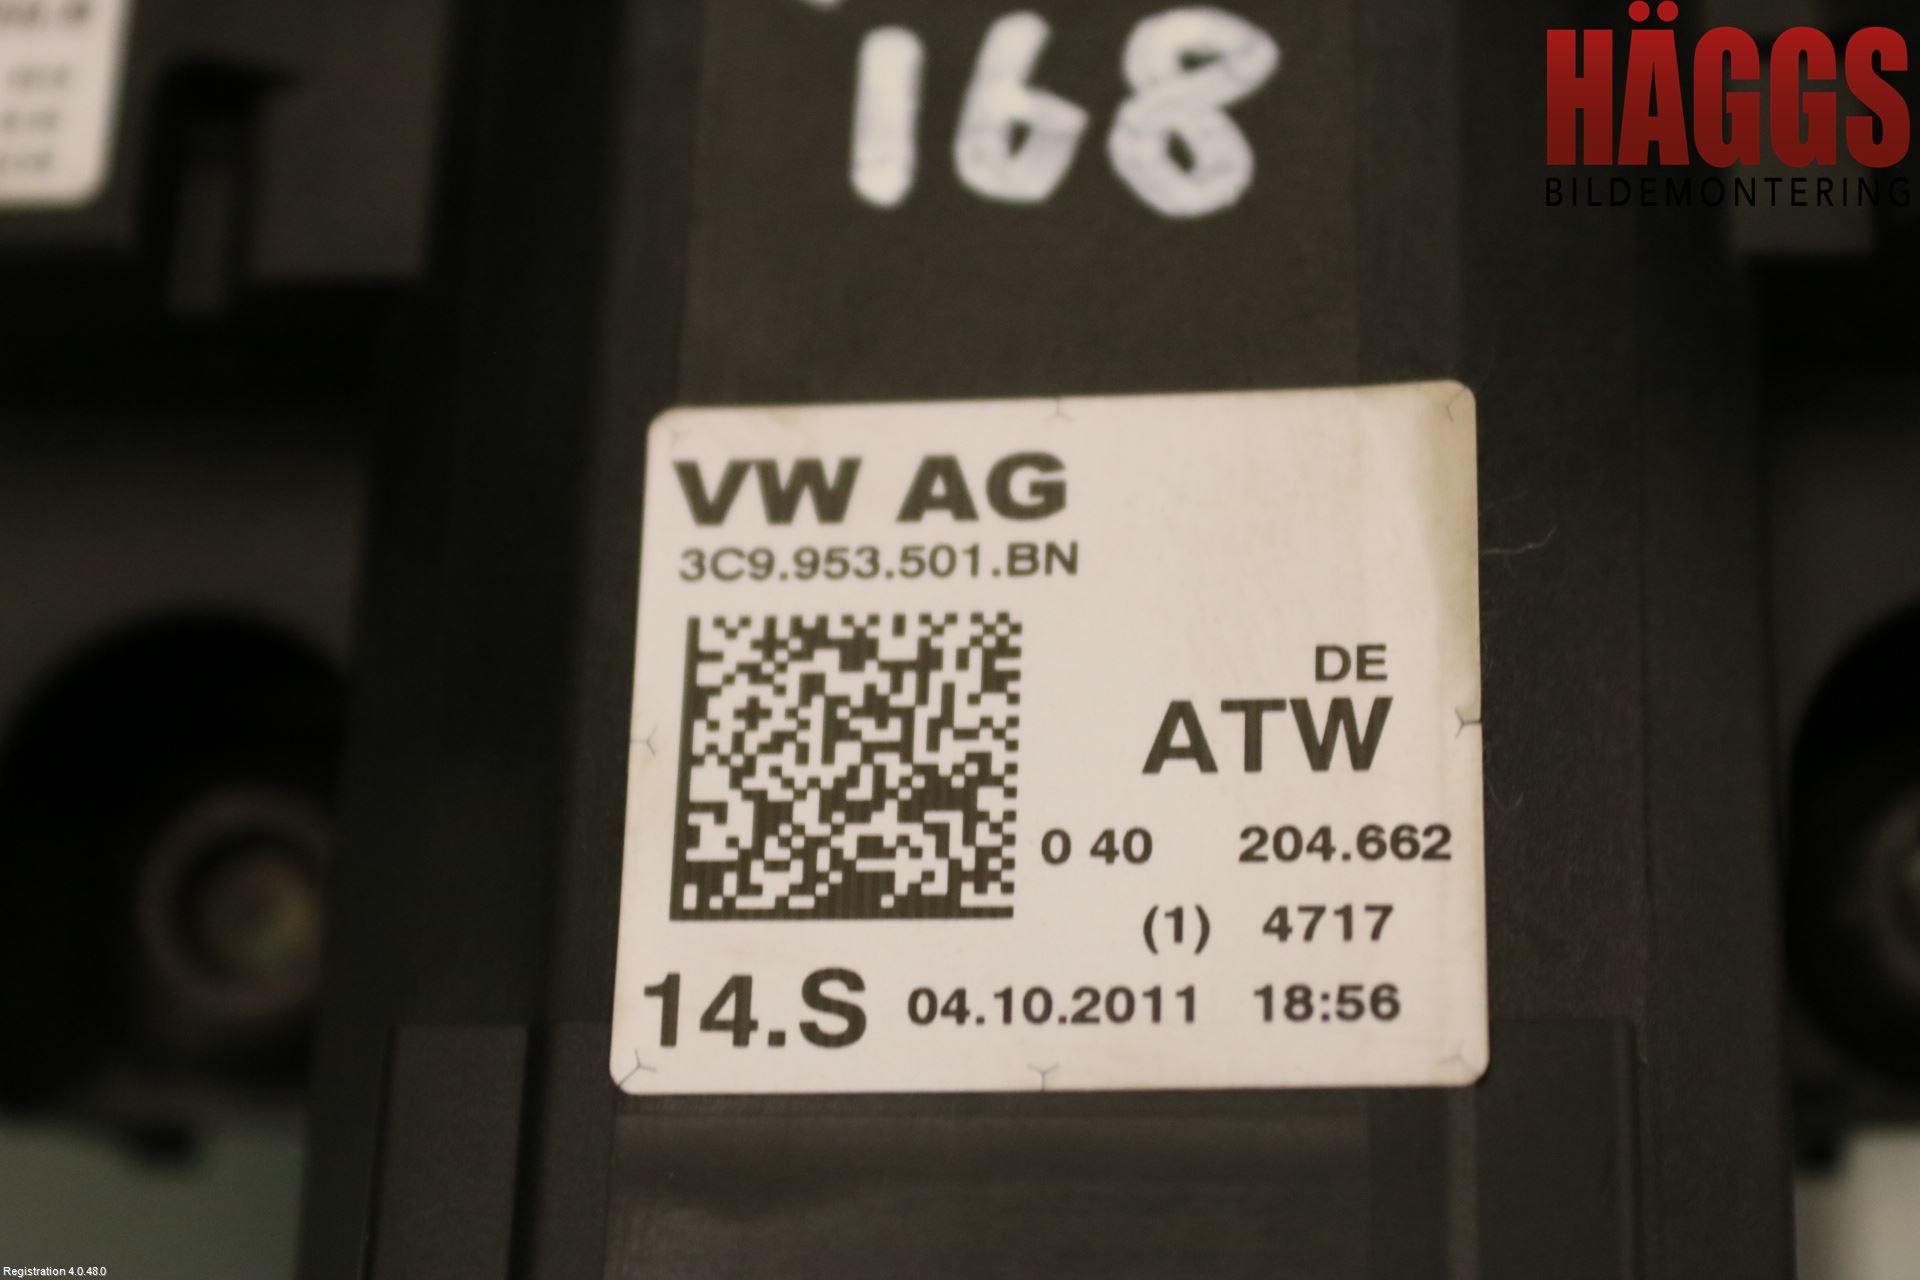 168
HÄGGS
BILDEMONTERING
VW AG
3C9.953.501.BN
DE
ATW
0 40 204.662
(1) 4717
14.S 04.10.2011 18:56
Registration 4.0.48.0